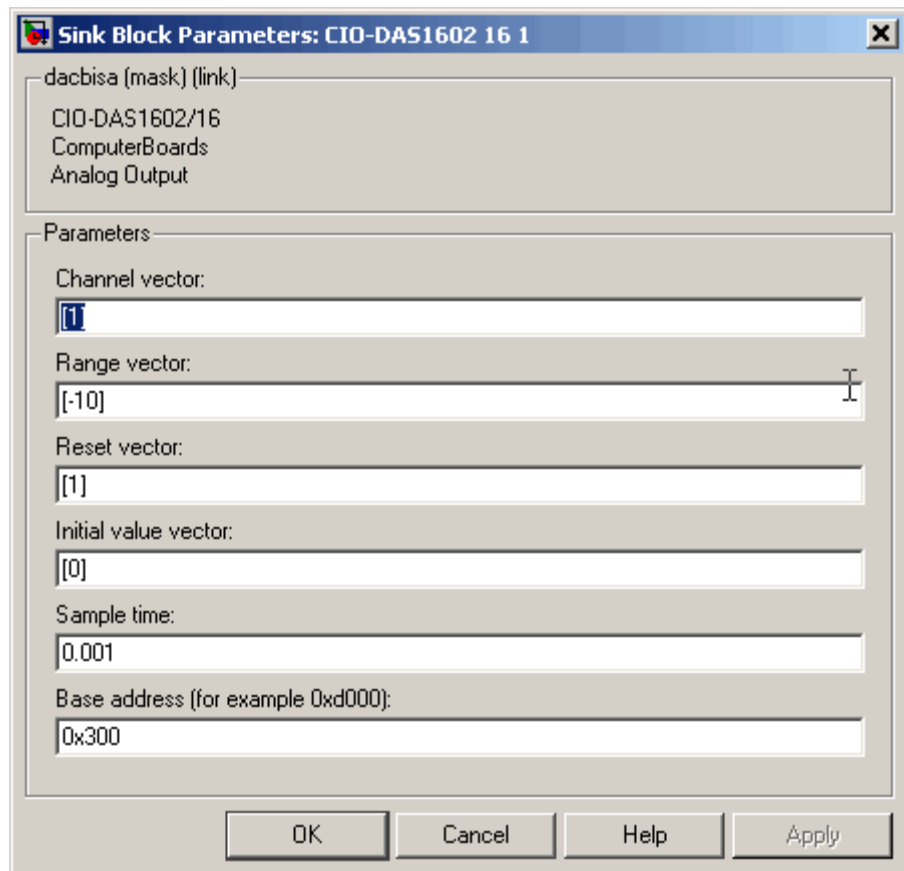 Sink Block Parameters: CIO-DAS1602 16 1
dacbisa (mask) (link)
CIO-DAS1602/16
ComputerBoards
Analog Output
Parameters
Channel vector:
[1]
Range vector:
[-10]
Reset vector:
[1]
Initial value vector:
[0]
Sample time:
0.001
Base address (for example 0xd000):
0x300
OK Cancel Help Apply